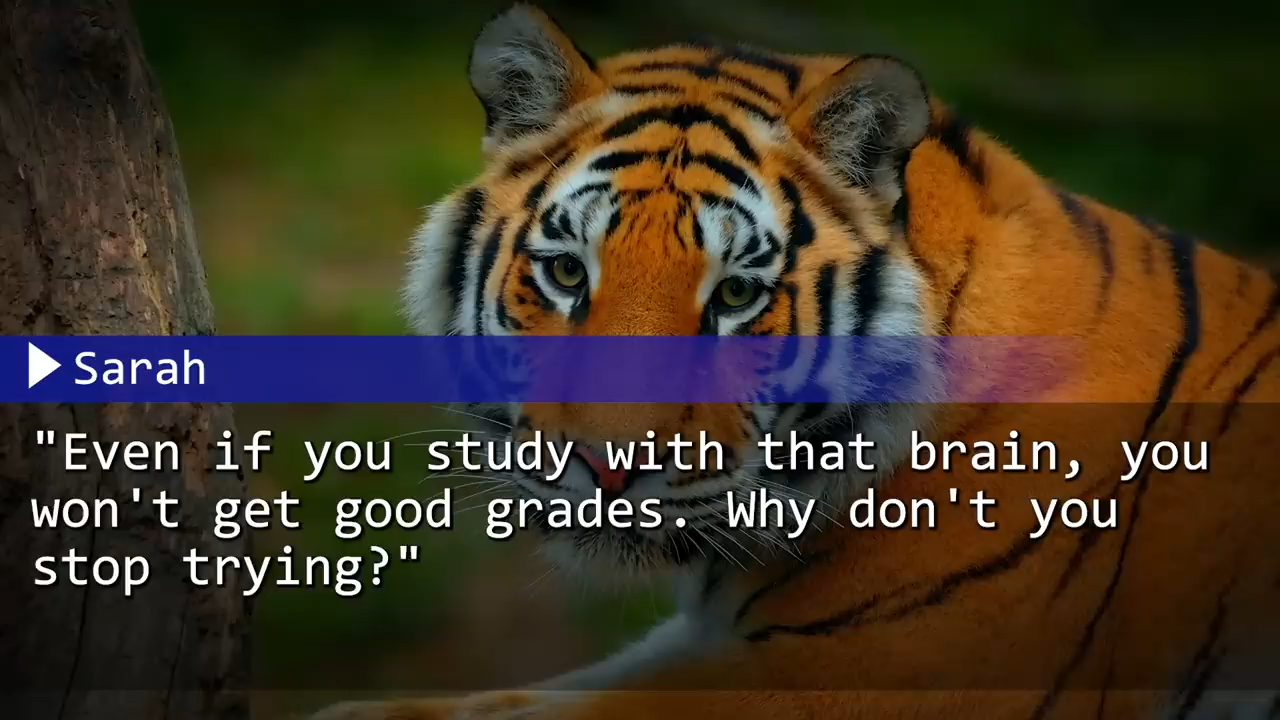 Sarah
"Even if you study with that brain, you
won't get good grades. Why don't you
stop trying?"